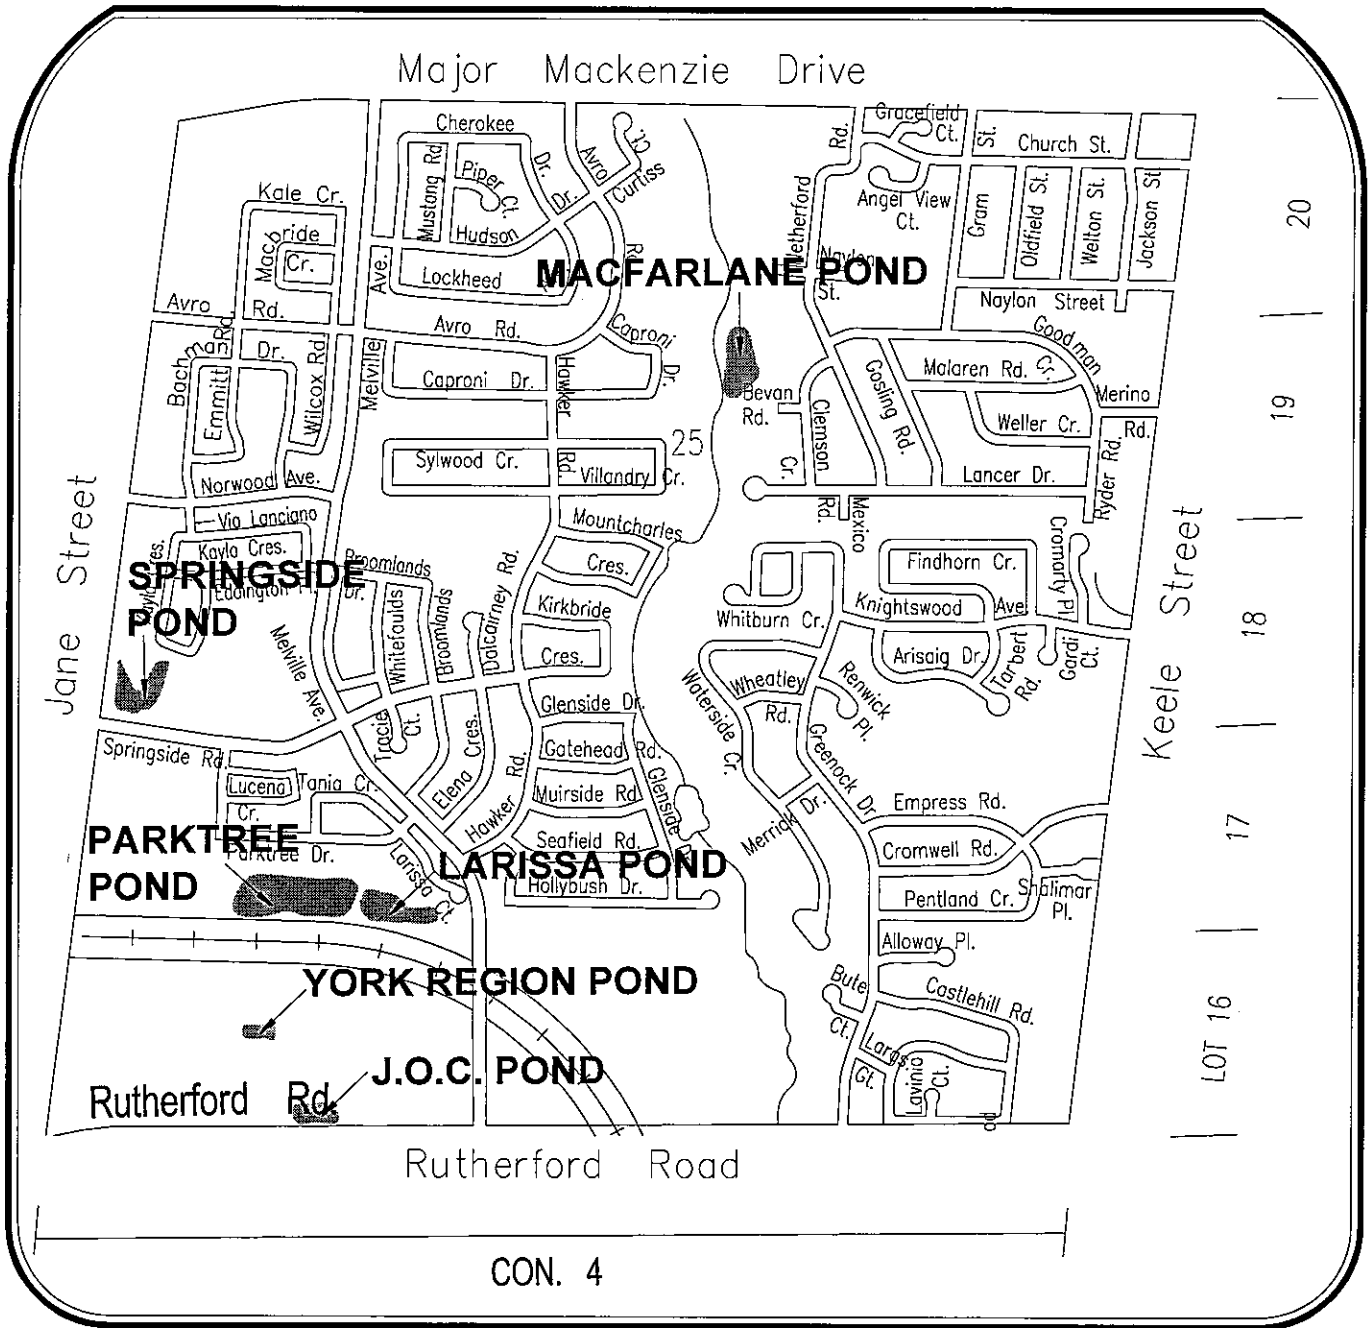 Major Mackenzie Drive
Gracefield
Ct.
Cherokee
Dr.
Avro
Ct.
Curtiss
Rd.
St.
Church St.
Mustang Rd
Piper
Ct.
Dr.
Hudson
Kale Cr.
Macbride
Cr.
Ave.
Lockheed
Rd.
Netherford
Angel View
Ct.
Gram
Oldfield St.
Welton St.
Jackson St
20
MACFARLANE POND
Naylon
St.
Naylon Street
Avro Rd.
Avro Rd.
Caproni
Dr.
Goodman
Cr.
Bachman Rd.
Dr.
Emmitt
Wilcox Rd
Melville
Caproni Dr.
Hawker
Rd.
Bevan
Rd.
Clemson
Cr.
Gosling Rd.
Malaren Rd.
Merino
Rd.
Weller Cr.
19
25
Sylwood Cr.
Villandry Cr.
Lancer Dr.
Ryder Rd.
Norwood Ave.
Via Lanciano
Mountcharles
Cres.
Rd.
Mexico
Jane Street
Keele Street
Kayla Cres.
SPRINGSIDE
POND
Broomlands
Dr.
Whitefaulds
Broomlands
Dalcairney Rd.
Kirkbride
Cres.
Findhorn Cr.
Cromarty Pl.
Whitburn Cr.
Knightswood Ave.
Arisaig Dr.
Tarbert
Rd.
Gardi
Ct.
18
Melville Ave.
Wheatley
Rd.
Renwick
Pl.
Waterside Cr.
Glenside Dr.
Tracie
Ct.
Elena Cres.
Gatehead Rd.
Springside Rd.
Lucena
Cr.
Tania Cr.
Hawker Rd.
Muirside Rd
Glenside
Greenock Dr
Merrick Dr.
Empress Rd.
Seafield Rd.
Cromwell Rd.
17
PARKTREE
POND
Parktree Dr.
Larissa Ct.
LARISSA POND
Hollybush Dr.
Pentland Cr.
Shalimar
Pl.
Alloway Pl.
YORK REGION POND
Bute
Ct.
Castlehill Rd.
LOT 16
Largs
Gt.
Lavinia
Ct.
J.O.C. POND
Rutherford Rd.
Rutherford Road
CON. 4